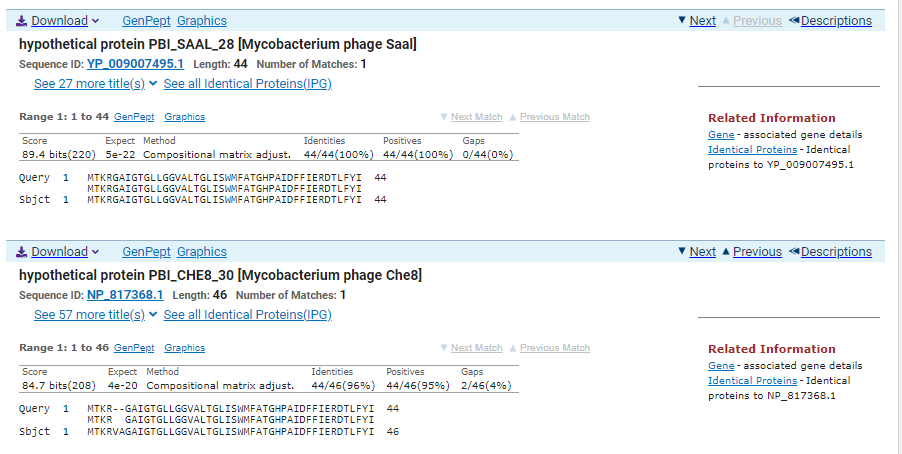 Download GenPept Graphics Next Previous Descriptions
hypothetical protein PBI_SAAL_28 [Mycobacterium phage Saal]
Sequence ID: YP_009007495.1 Length: 44 Number of Matches: 1
See 27 more title(s) See all Identical Proteins(IPG)
Range 1: 1 to 44 GenPept Graphics Next Match Previous Match
Score Expect Method Identities Positives Gaps
89.4 bits(220) 5e-22 Compositional matrix adjust. 44/44(100%) 44/44(100%) 0/44(0%)
Query 1 MTKRGAIGTGLLGGVALTGLISWMFATGHPAIDFFIERDTLFYI 44
MTKRGAIGTGLLGGVALTGLISWMFATGHPAIDFFIERDTLFYI
Sbjct 1 MTKRGAIGTGLLGGVALTGLISWMFATGHPAIDFFIERDTLFYI 44
Related Information
Gene - associated gene details
Identical Proteins - Identical
proteins to YP_009007495.1
Download GenPept Graphics Next Previous Descriptions
hypothetical protein PBI_CHE8_30 [Mycobacterium phage Che8]
Sequence ID: NP_817368.1 Length: 46 Number of Matches: 1
See 57 more title(s) See all Identical Proteins(IPG)
Range 1: 1 to 46 GenPept Graphics Next Match Previous Match
Score Expect Method Identities Positives Gaps
84.7 bits(208) 4e-20 Compositional matrix adjust. 44/46(96%) 44/46(95%) 2/46(4%)
Query 1 MTKR--GAIGTGLLGGVALTGLISWMFATGHPAIDFFIERDTLFYI 44
MTKR  GAIGTGLLGGVALTGLISWMFATGHPAIDFFIERDTLFYI
Sbjct 1 MTKRVAGAIGTGLLGGVALTGLISWMFATGHPAIDFFIERDTLFYI 46
Related Information
Gene - associated gene details
Identical Proteins - Identical
proteins to NP_817368.1